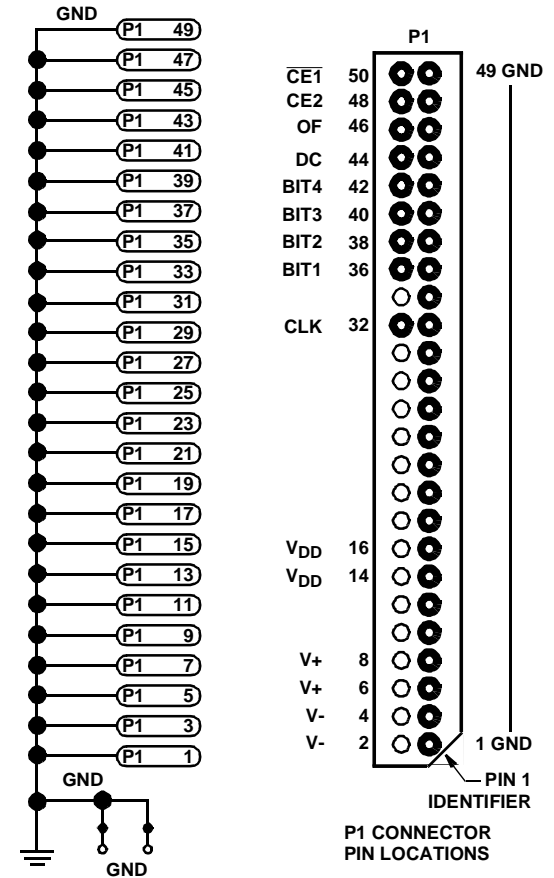 GND
P1 49
P1 47
P1 45
P1 43
P1 41
P1 39
P1 37
P1 35
P1 33
P1 31
P1 29
P1 27
P1 25
P1 23
P1 21
P1 19
P1 17
P1 15
P1 13
P1 11
P1 9
P1 7
P1 5
P1 3
P1 1
GND
GND
P1
C̅E̅1̅ 50
CE2 48
OF 46
DC 44
BIT4 42
BIT3 40
BIT2 38
BIT1 36
CLK 32
VDD 16
VDD 14
V+ 8
V+ 6
V- 4
V- 2
49 GND
1 GND
PIN 1
IDENTIFIER
P1 CONNECTOR
PIN LOCATIONS